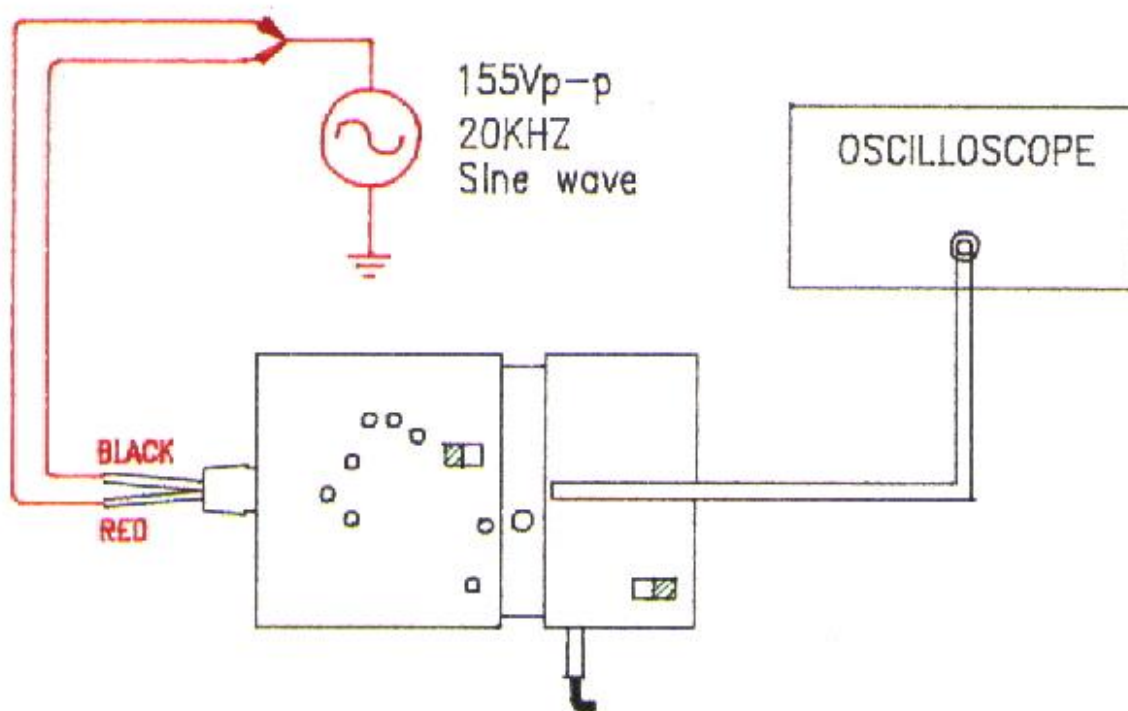 155Vp-p
20KHZ
Sine wave
OSCILLOSCOPE
BLACK
RED